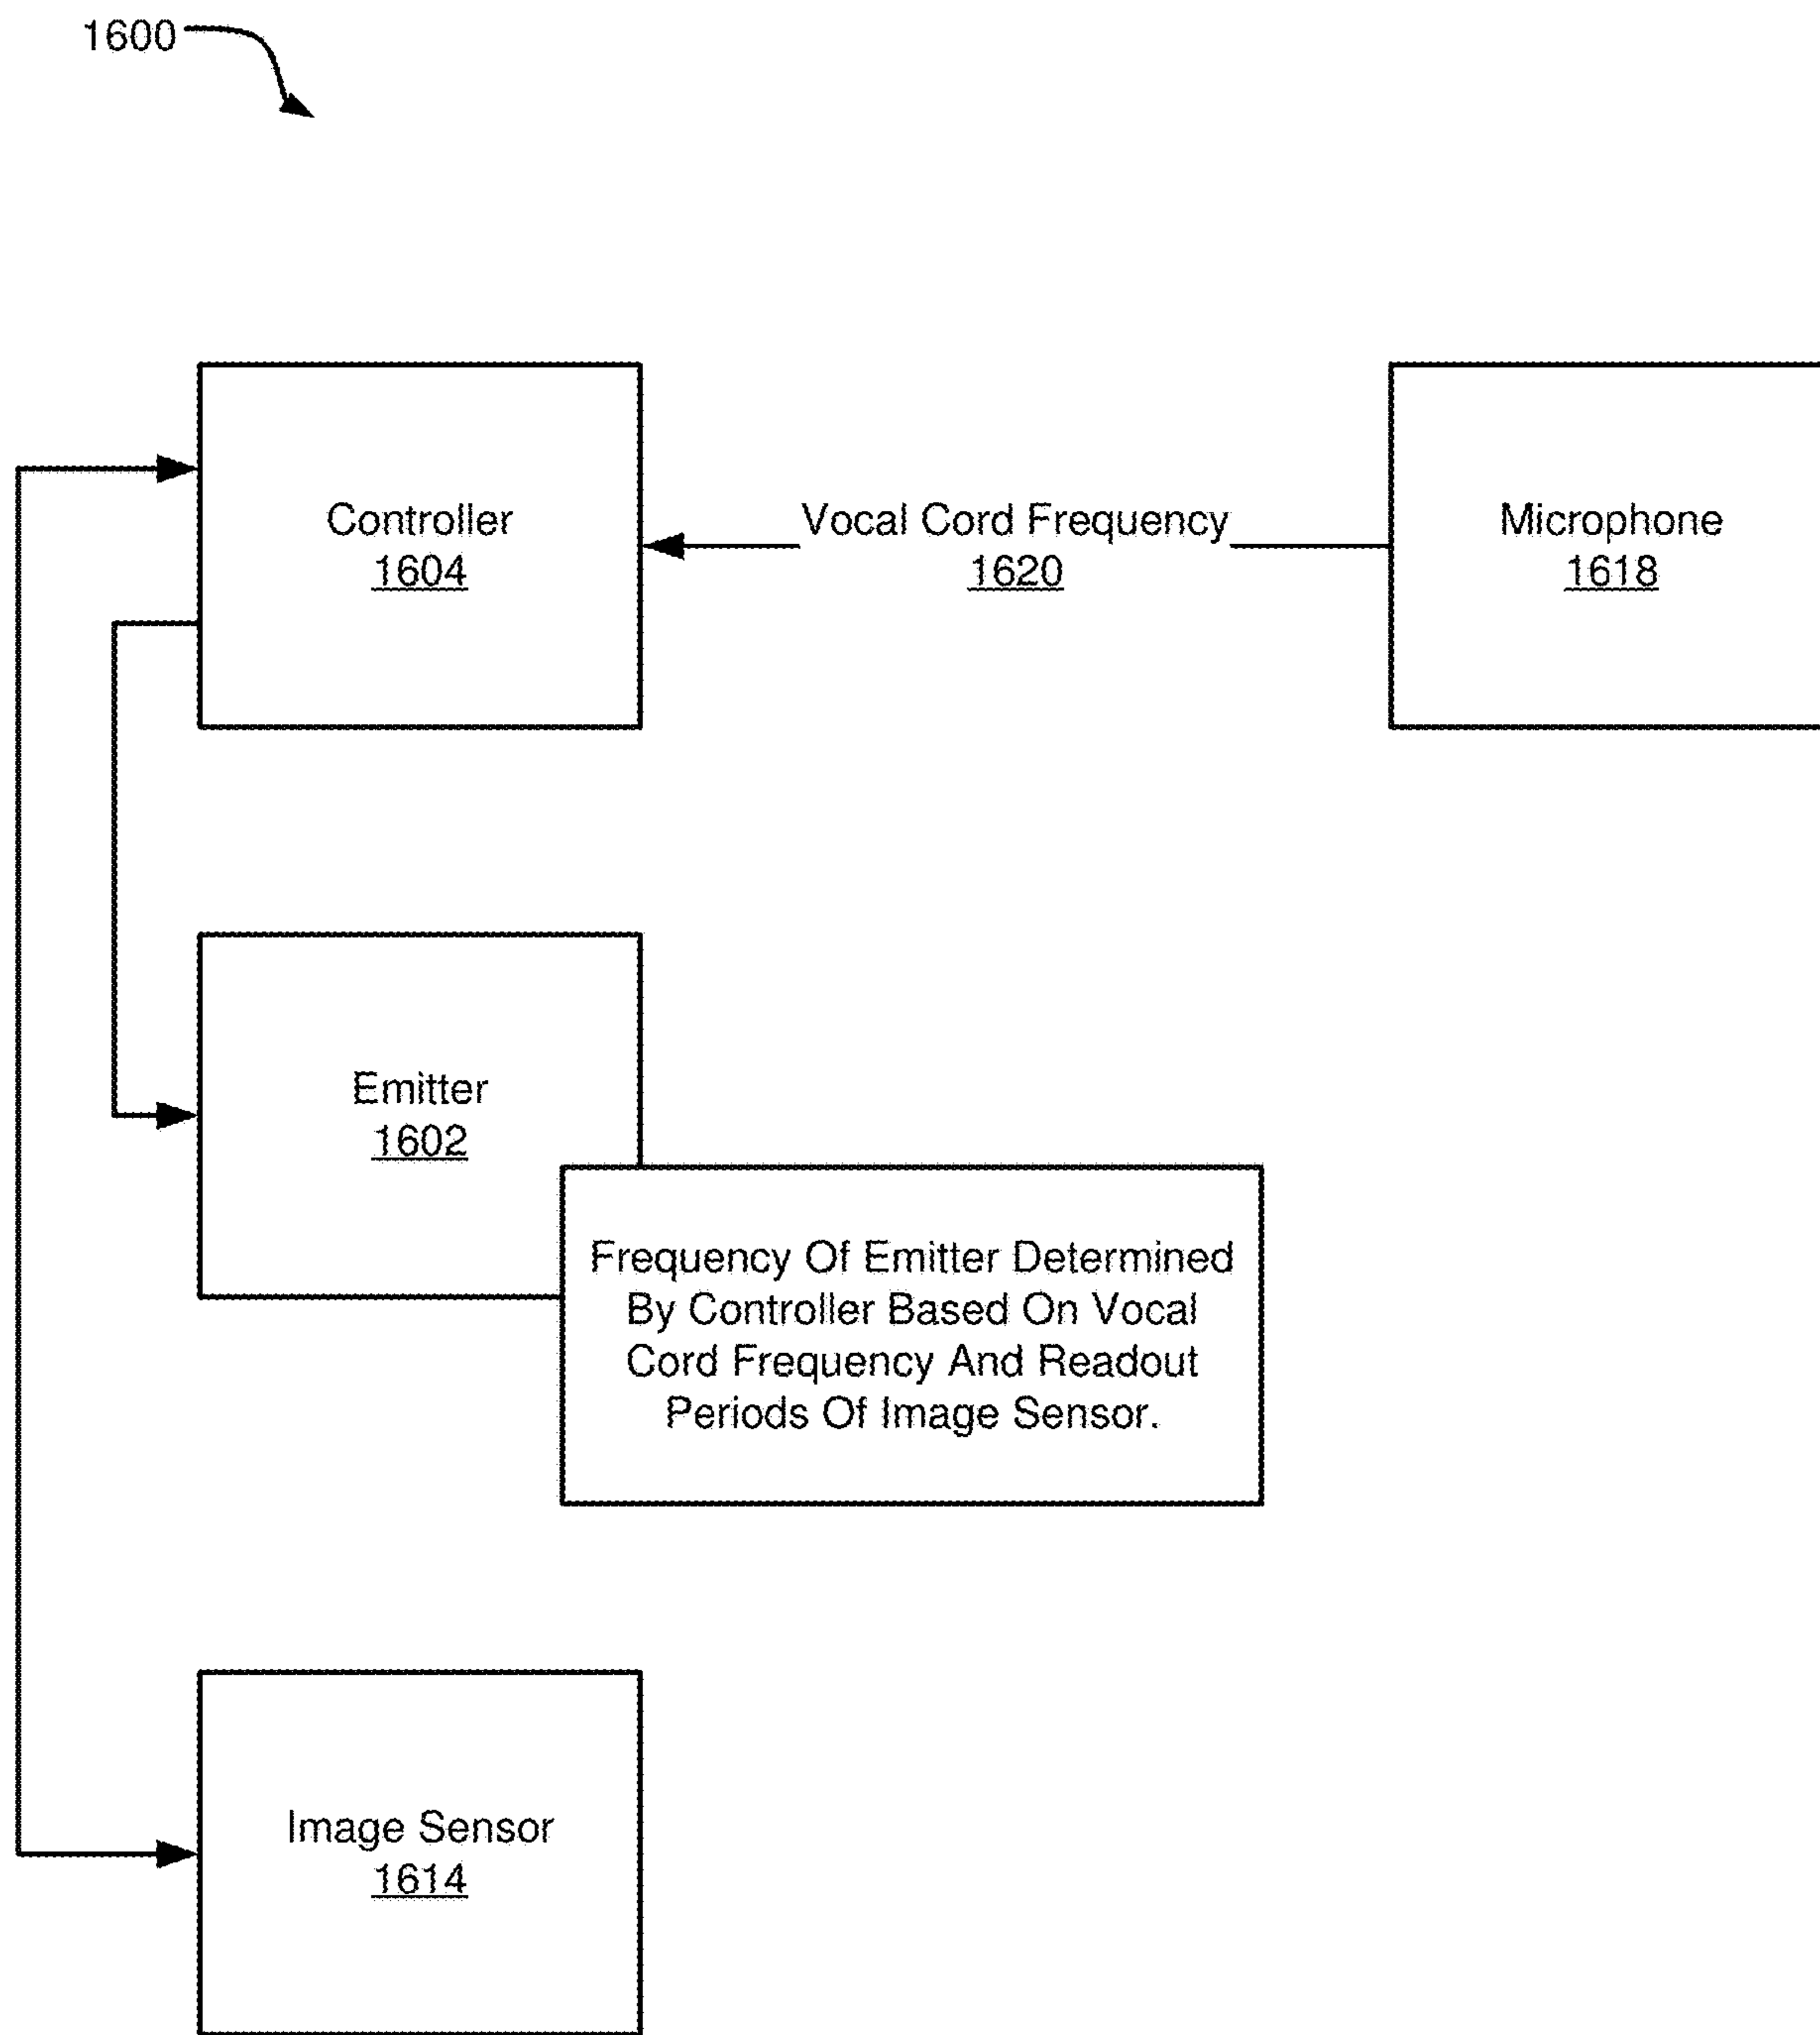 1600
Controller
1604
Vocal Cord Frequency
1620
Microphone
1618
Emitter
1602
Frequency Of Emitter Determined
By Controller Based On Vocal
Cord Frequency And Readout
Periods Of Image Sensor.
Image Sensor
1614